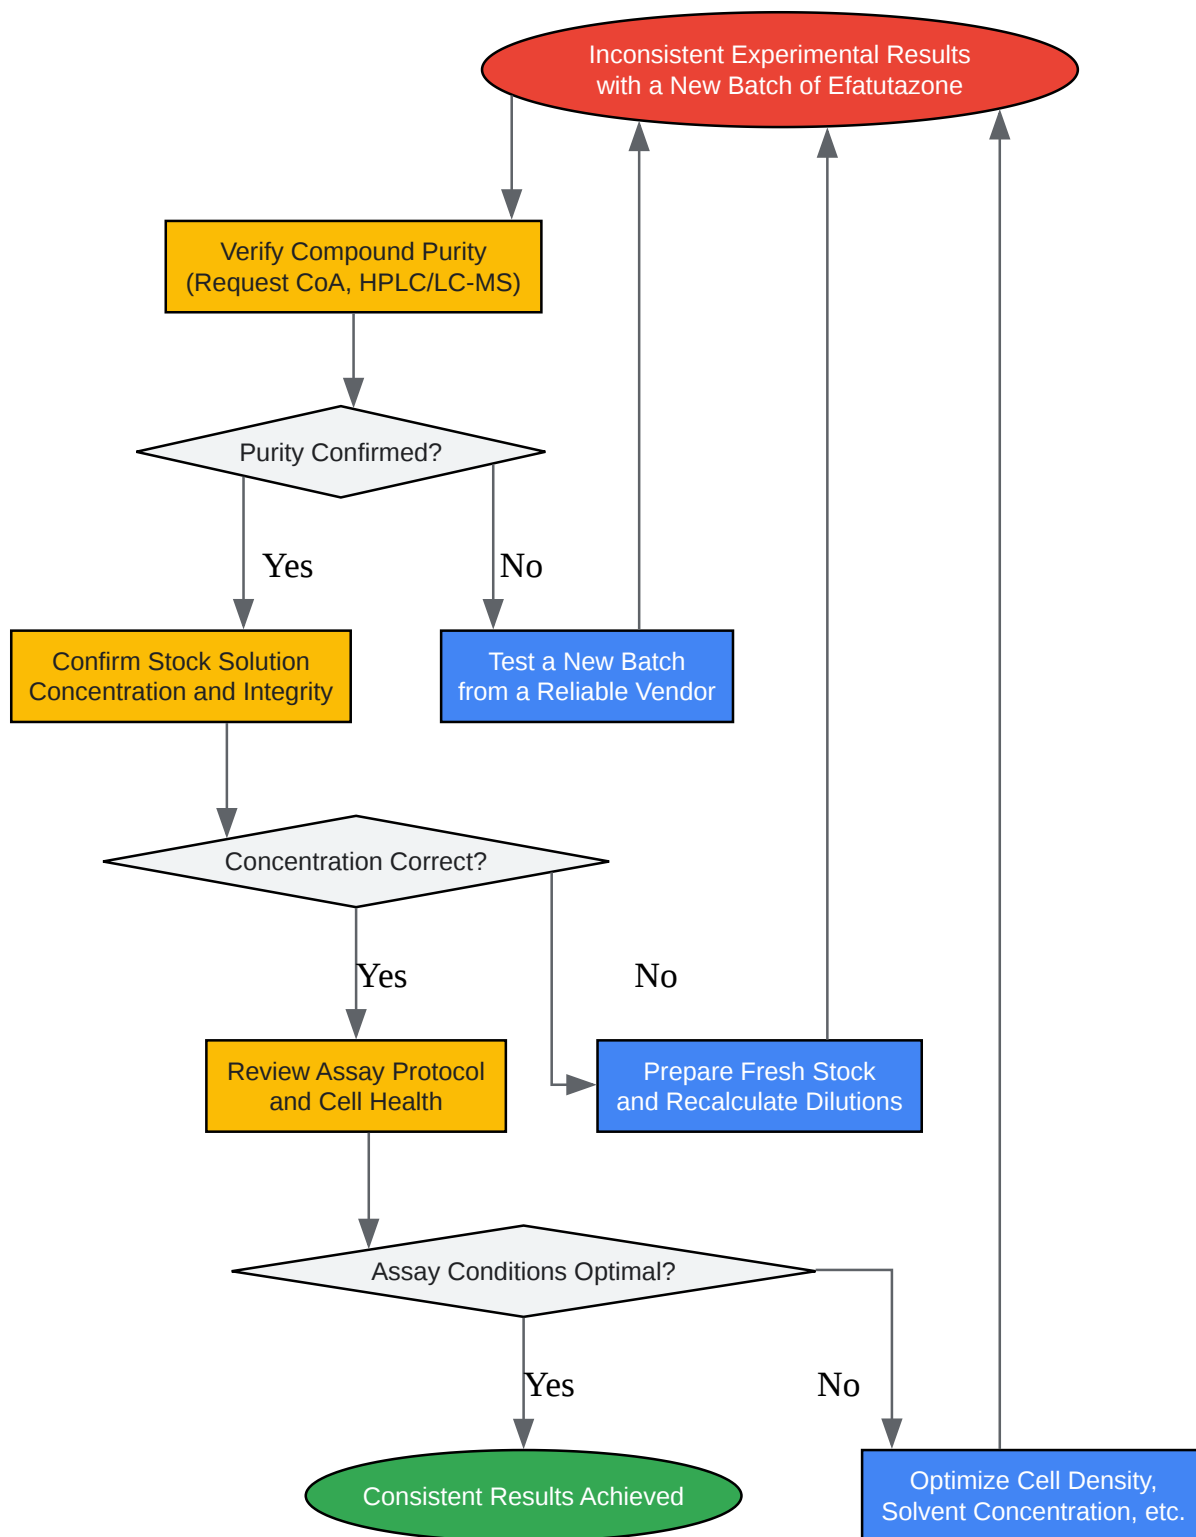 Inconsistent Experimental Results
with a New Batch of Efatutazone
Verify Compound Purity
(Request CoA, HPLC/LC-MS)
Purity Confirmed?
Yes
No
Confirm Stock Solution
Concentration and Integrity
Test a New Batch
from a Reliable Vendor
Concentration Correct?
Yes
No
Review Assay Protocol
and Cell Health
Prepare Fresh Stock
and Recalculate Dilutions
Assay Conditions Optimal?
Yes
No
Consistent Results Achieved
Optimize Cell Density,
Solvent Concentration, etc.